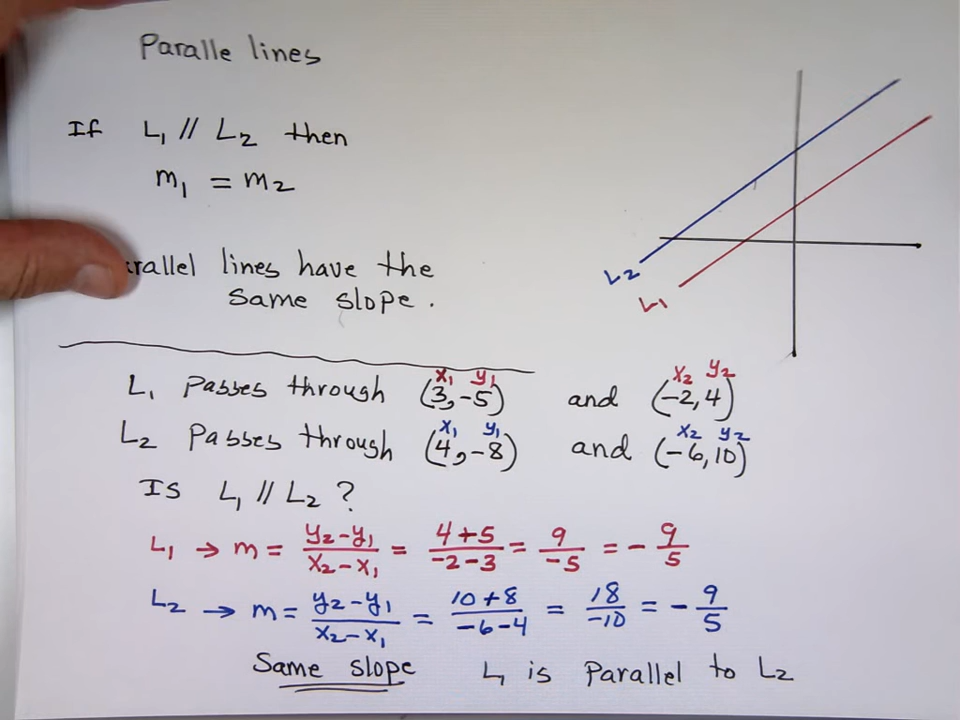 Paralle lines
If L₁ // L₂ then
m₁ = m₂
rallel lines have the
same slope.
L₂
L₁
x₁ y₁ x₂ y₂
L₁ Passes through (3, -5) and (-2, 4)
x₁ y₁ x₂ y₂
L₂ Passes through (4, -8) and (-6, 10)
Is L₁ // L₂ ?
L₁ → m = y₂-y₁/x₂-x₁ = 4+5/-2-3 = 9/-5 = - 9/5
L₂ → m = y₂-y₁/x₂-x₁ = 10+8/-6-4 = 18/-10 = - 9/5
Same slope L₁ is Parallel to L₂